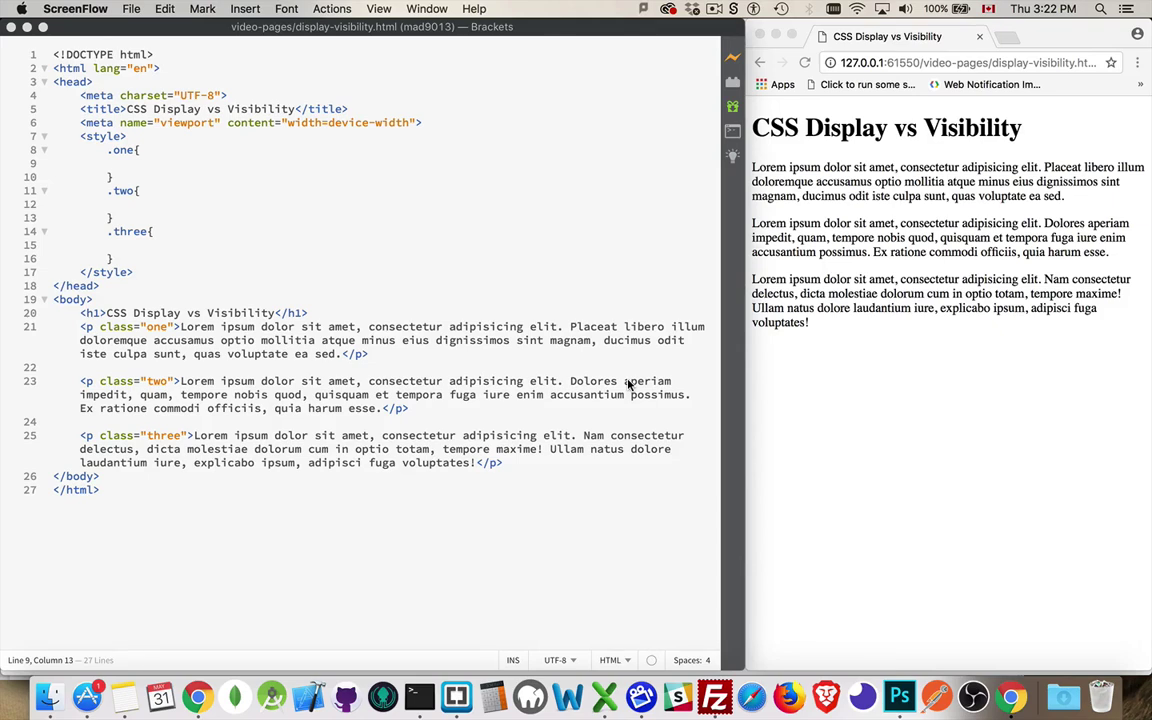 ScreenFlow File Edit Mark Insert Font Actions View Window Help 100% Thu 3:22 PM
video-pages/display-visibility.html (mad9013) — Brackets
1 <!DOCTYPE html>
2 <html lang="en">
3 <head>
4 <meta charset="UTF-8">
5 <title>CSS Display vs Visibility</title>
6 <meta name="viewport" content="width=device-width">
7 <style>
8 .one{
9
10 }
11 .two{
12
13 }
14 .three{
15
16 }
17 </style>
18 </head>
19 <body>
20 <h1>CSS Display vs Visibility</h1>
21 <p class="one">Lorem ipsum dolor sit amet, consectetur adipisicing elit. Placeat libero illum
doloremque accusamus optio mollitia atque minus eius dignissimos sint magnam, ducimus odit
iste culpa sunt, quas voluptate ea sed.</p>
22
23 <p class="two">Lorem ipsum dolor sit amet, consectetur adipisicing elit. Dolores aperiam
impedit, quam, tempore nobis quod, quisquam et tempora fuga iure enim accusantium possimus.
Ex ratione commodi officiis, quia harum esse.</p>
24
25 <p class="three">Lorem ipsum dolor sit amet, consectetur adipisicing elit. Nam consectetur
delectus, dicta molestiae dolorum cum in optio totam, tempore maxime! Ullam natus dolore
laudantium iure, explicabo ipsum, adipisci fuga voluptates!</p>
26 </body>
27 </html>
Line 9, Column 13 — 27 Lines INS UTF-8 HTML Spaces: 4
CSS Display vs Visibility
127.0.0.1:61550/video-pages/display-visibility.ht...
Apps Click to run some s... Web Notification Im... »
CSS Display vs Visibility
Lorem ipsum dolor sit amet, consectetur adipisicing elit. Placeat libero illum
doloremque accusamus optio mollitia atque minus eius dignissimos sint
magnam, ducimus odit iste culpa sunt, quas voluptate ea sed.
Lorem ipsum dolor sit amet, consectetur adipisicing elit. Dolores aperiam
impedit, quam, tempore nobis quod, quisquam et tempora fuga iure enim
accusantium possimus. Ex ratione commodi officiis, quia harum esse.
Lorem ipsum dolor sit amet, consectetur adipisicing elit. Nam consectetur
delectus, dicta molestiae dolorum cum in optio totam, tempore maxime!
Ullam natus dolore laudantium iure, explicabo ipsum, adipisci fuga
voluptates!
31
Ps